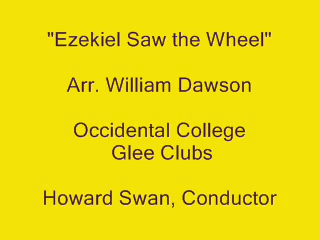 "Ezekiel Saw the Wheel"
Arr. William Dawson
Occidental College
Glee Clubs
Howard Swan, Conductor